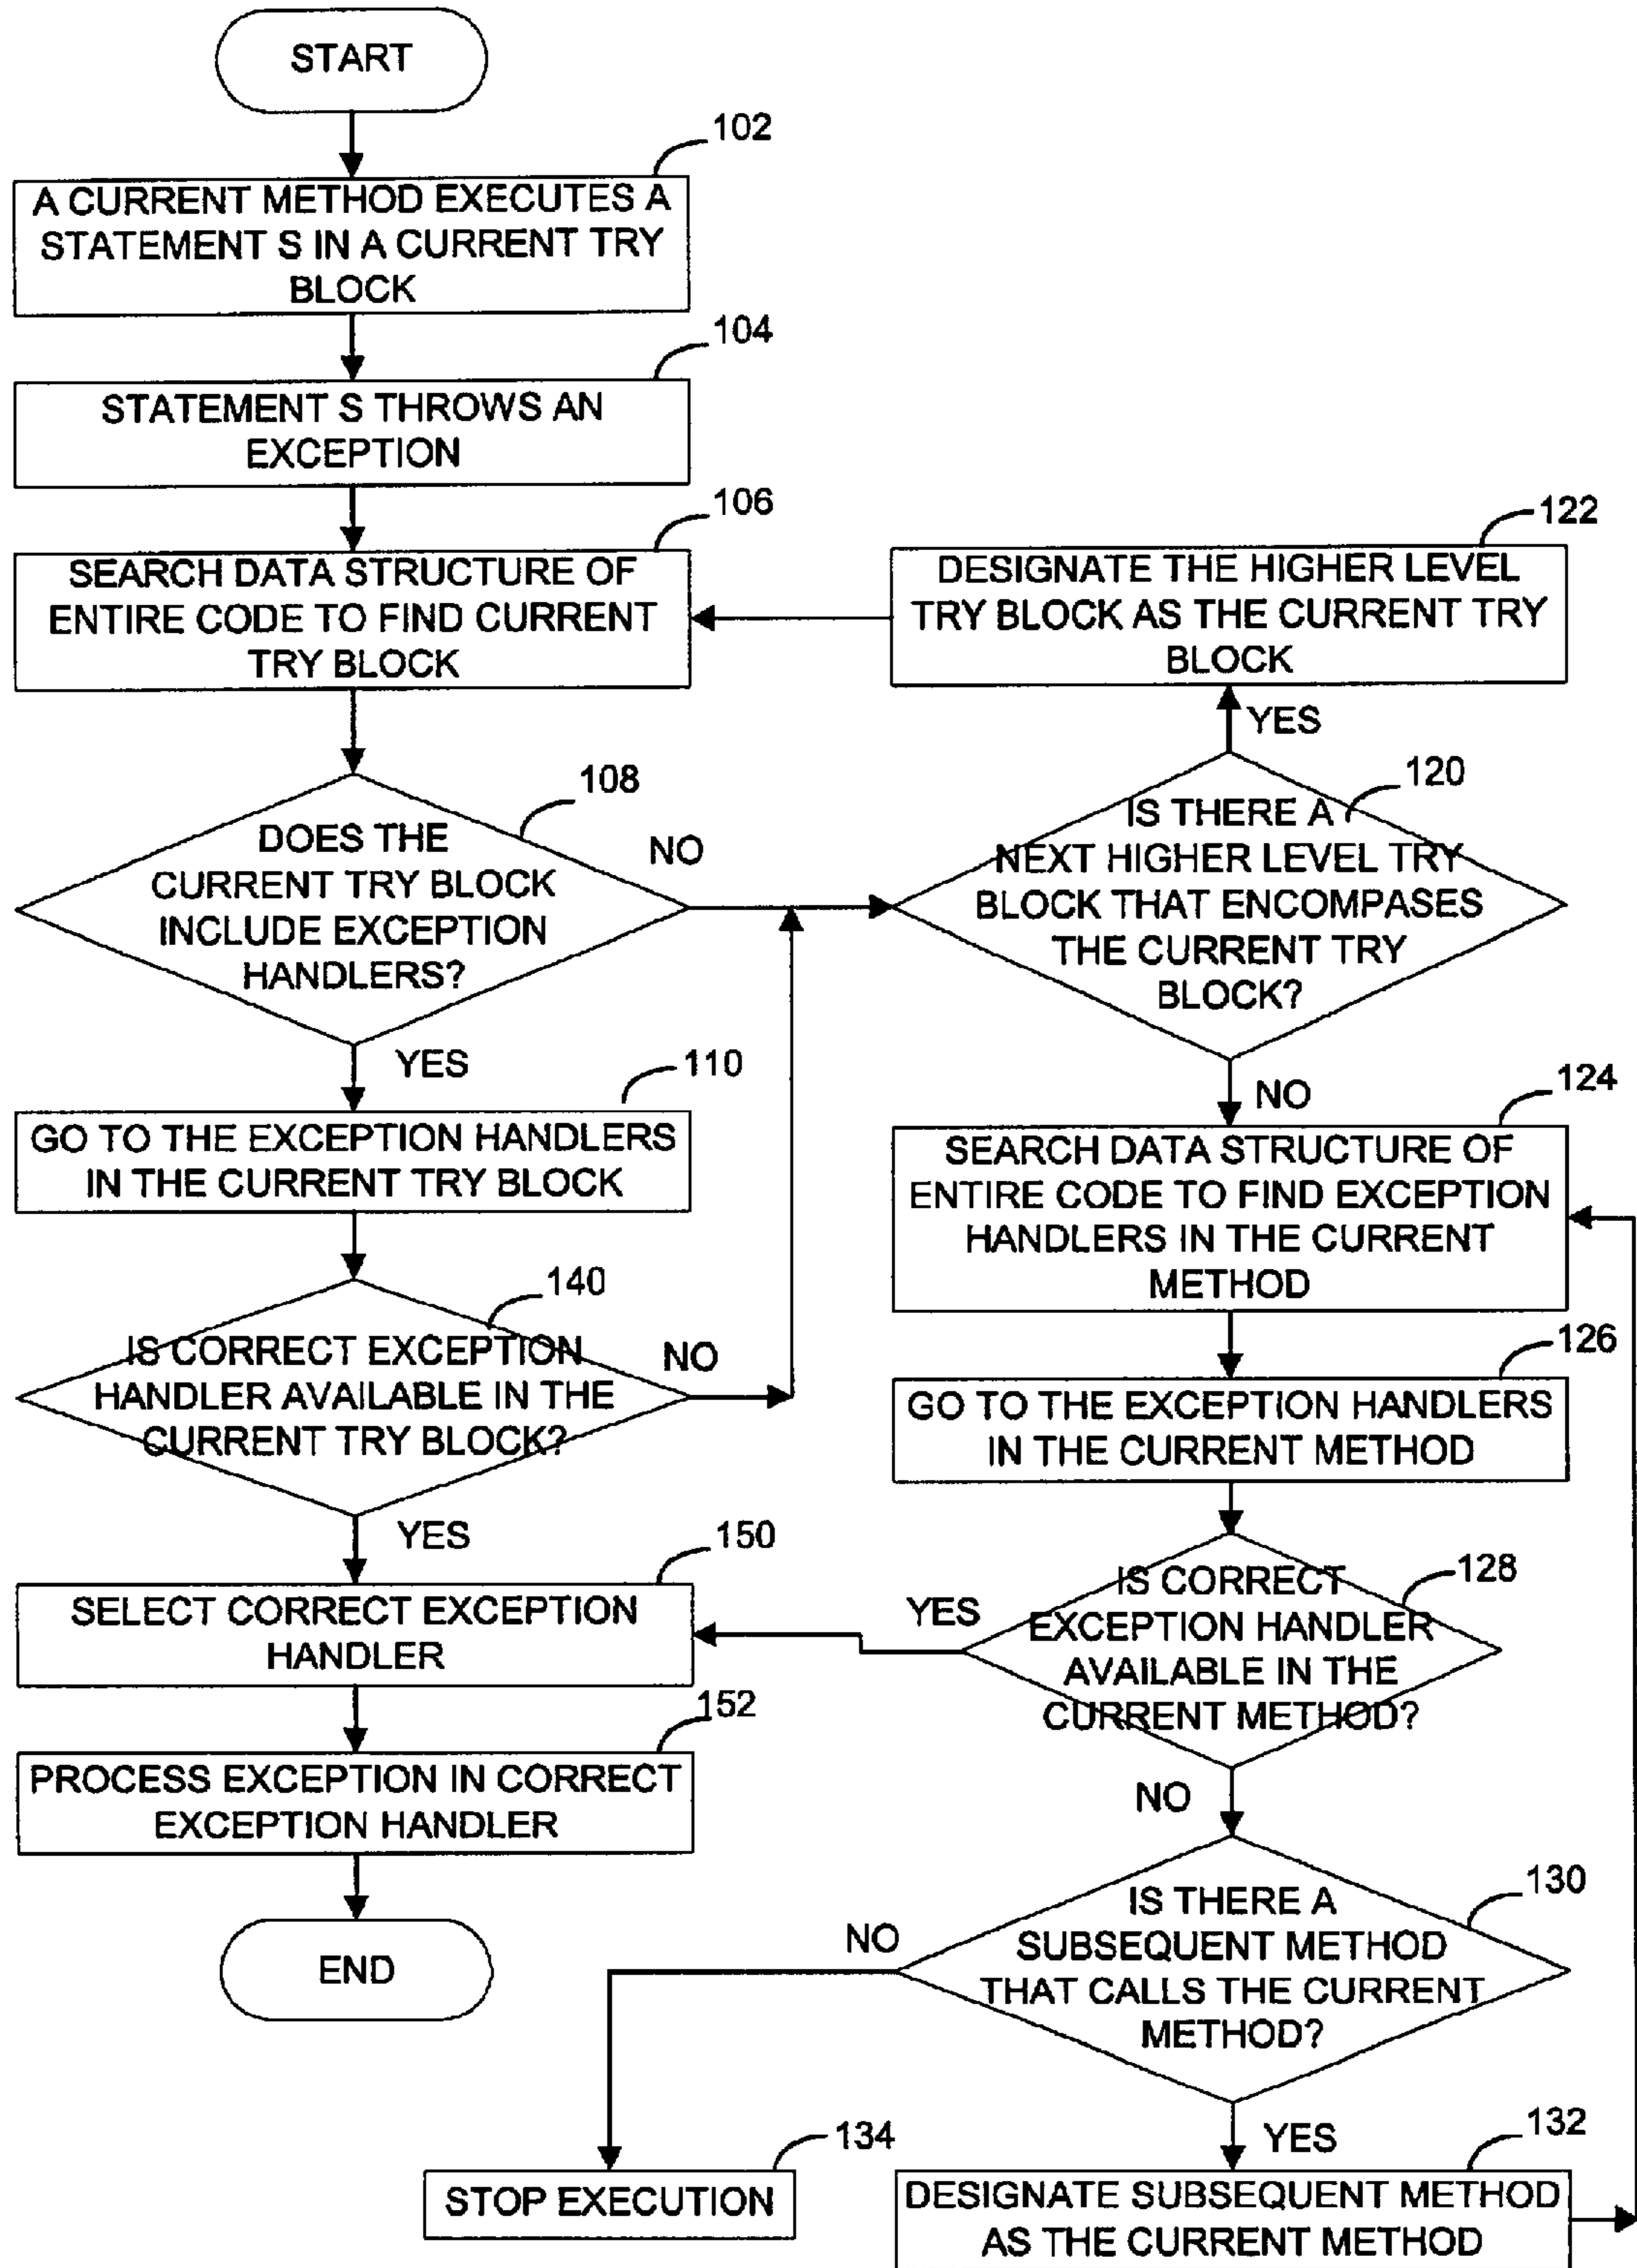 START
102
A CURRENT METHOD EXECUTES A
STATEMENT S IN A CURRENT TRY
BLOCK
104
STATEMENT S THROWS AN
EXCEPTION
106
SEARCH DATA STRUCTURE OF
ENTIRE CODE TO FIND CURRENT
TRY BLOCK
122
DESIGNATE THE HIGHER LEVEL
TRY BLOCK AS THE CURRENT TRY
BLOCK
YES
108
DOES THE
CURRENT TRY BLOCK
INCLUDE EXCEPTION
HANDLERS?
NO
120
IS THERE A
NEXT HIGHER LEVEL TRY
BLOCK THAT ENCOMPASES
THE CURRENT TRY
BLOCK?
YES
110
GO TO THE EXCEPTION HANDLERS
IN THE CURRENT TRY BLOCK
NO
124
SEARCH DATA STRUCTURE OF
ENTIRE CODE TO FIND EXCEPTION
HANDLERS IN THE CURRENT
METHOD
140
IS CORRECT EXCEPTION
HANDLER AVAILABLE IN THE
CURRENT TRY BLOCK?
NO
126
GO TO THE EXCEPTION HANDLERS
IN THE CURRENT METHOD
YES
150
SELECT CORRECT EXCEPTION
HANDLER
YES
128
IS CORRECT
EXCEPTION HANDLER
AVAILABLE IN THE
CURRENT METHOD?
152
PROCESS EXCEPTION IN CORRECT
EXCEPTION HANDLER
NO
END
130
IS THERE A
SUBSEQUENT METHOD
THAT CALLS THE CURRENT
METHOD?
NO
134
STOP EXECUTION
YES
132
DESIGNATE SUBSEQUENT METHOD
AS THE CURRENT METHOD